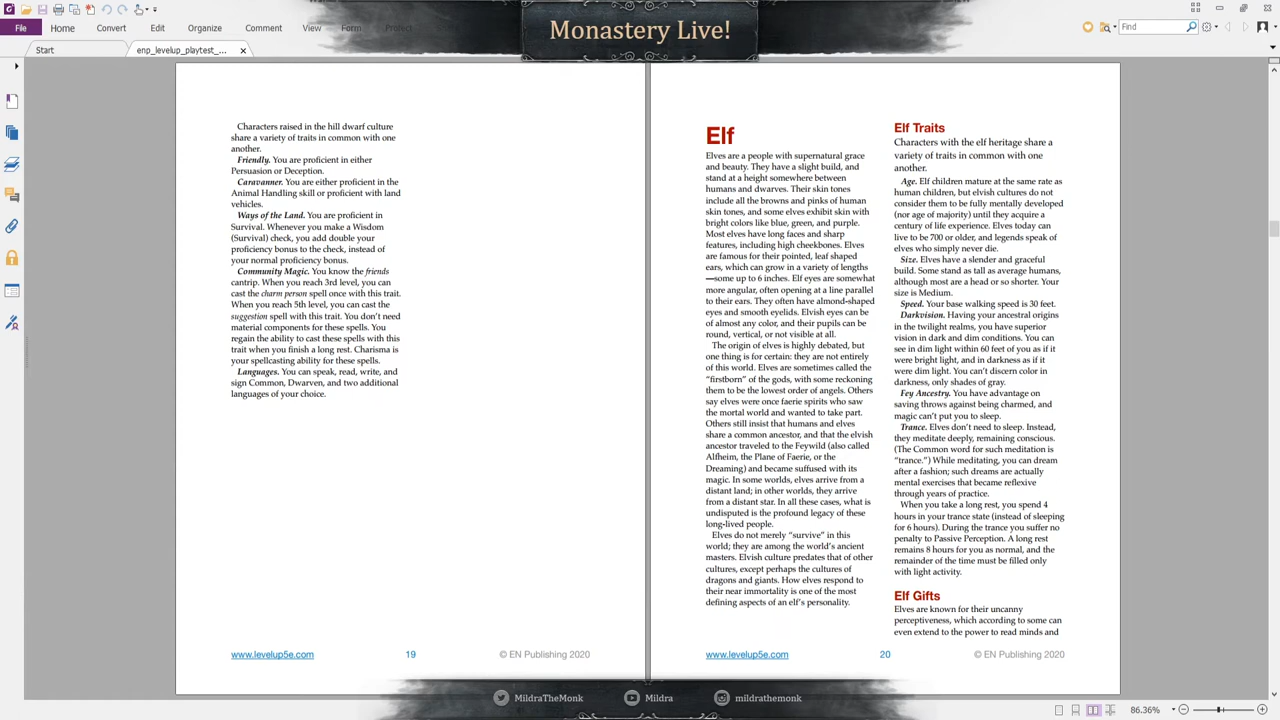 Monastery Live!
File
Home
Convert
Edit
Organize
Comment
View
Form
Protect
Find
Start
enp_levelup_playtest_...
Characters raised in the hill dwarf culture
share a variety of traits in common with one
another.
Friendly. You are proficient in either
Persuasion or Deception.
Caravanner. You are either proficient in the
Animal Handling skill or proficient with land
vehicles.
Ways of the Land. You are proficient in
Survival. Whenever you make a Wisdom
(Survival) check, you add double your
proficiency bonus to the check, instead of
your normal proficiency bonus.
Community Magic. You know the friends
cantrip. When you reach 3rd level, you can
cast the charm person spell once with this trait.
When you reach 5th level, you can cast the
suggestion spell with this trait. You don't need
material components for these spells. You
regain the ability to cast these spells with this
trait when you finish a long rest. Charisma is
your spellcasting ability for these spells.
Languages. You can speak, read, write, and
sign Common, Dwarven, and two additional
languages of your choice.
www.levelup5e.com
19
© EN Publishing 2020
Elf
Elves are a people with supernatural grace
and beauty. They have a slight build, and
stand at a height somewhere between
humans and dwarves. Their skin tones
include all the browns and pinks of human
skin tones, and some elves exhibit skin with
bright colors like blue, green, and purple.
Most elves have long faces and sharp
features, including high cheekbones. Elves
are famous for their pointed, leaf shaped
ears, which can grow in a variety of lengths
—some up to 6 inches. Elf eyes are somewhat
more angular, often opening at a line parallel
to their ears. They often have almond-shaped
eyes and smooth eyelids. Elvish eyes can be
of almost any color, and their pupils can be
round, vertical, or not visible at all.
The origin of elves is highly debated, but
one thing is for certain: they are not entirely
of this world. Elves are sometimes called the
“firstborn” of the gods, with some reckoning
them to be the lowest order of angels. Others
say elves were once faerie spirits who saw
the mortal world and wanted to take part.
Others still insist that humans and elves
share a common ancestor, and that the elvish
ancestor traveled to the Feywild (also called
Alfheim, the Plane of Faerie, or the
Dreaming) and became suffused with its
magic. In some worlds, elves arrive from a
distant land; in other worlds, they arrive
from a distant star. In all these cases, what is
undisputed is the profound legacy of these
long-lived people.
Elves do not merely “survive” in this
world; they are among the world's ancient
masters. Elvish culture predates that of other
cultures, except perhaps the cultures of
dragons and giants. How elves respond to
their near immortality is one of the most
defining aspects of an elf's personality.
Elf Traits
Characters with the elf heritage share a
variety of traits in common with one
another.
Age. Elf children mature at the same rate as
human children, but elvish cultures do not
consider them to be fully mentally developed
(nor age of majority) until they acquire a
century of life experience. Elves today can
live to be 700 or older, and legends speak of
elves who simply never die.
Size. Elves have a slender and graceful
build. Some stand as tall as average humans,
although most are a head or so shorter. Your
size is Medium.
Speed. Your base walking speed is 30 feet.
Darkvision. Having your ancestral origins
in the twilight realms, you have superior
vision in dark and dim conditions. You can
see in dim light within 60 feet of you as if it
were bright light, and in darkness as if it
were dim light. You can't discern color in
darkness, only shades of gray.
Fey Ancestry. You have advantage on
saving throws against being charmed, and
magic can't put you to sleep.
Trance. Elves don't need to sleep. Instead,
they meditate deeply, remaining conscious.
(The Common word for such meditation is
“trance.”) While meditating, you can dream
after a fashion; such dreams are actually
mental exercises that became reflexive
through years of practice.
When you take a long rest, you spend 4
hours in your trance state (instead of sleeping
for 6 hours). During the trance you suffer no
penalty to Passive Perception. A long rest
remains 8 hours for you as normal, and the
remainder of the time must be filled only
with light activity.
Elf Gifts
Elves are known for their uncanny
perceptiveness, which according to some can
even extend to the power to read minds and
www.levelup5e.com
20
© EN Publishing 2020
MildraTheMonk
Mildra
mildrathemonk
86.36%